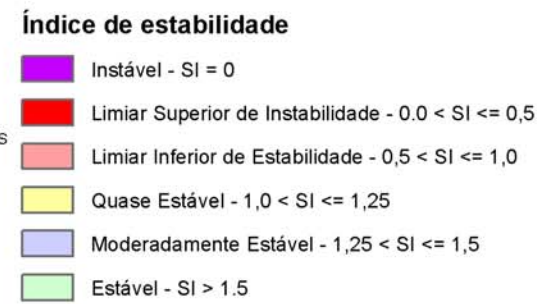 Índice de estabilidade
Instável - SI = 0
Limiar Superior de Instabilidade - 0.0 < SI <= 0,5
s
Limiar Inferior de Estabilidade - 0,5 < SI <= 1,0
Quase Estável - 1,0 < SI <= 1,25
Moderadamente Estável - 1,25 < SI <= 1,5
Estável - SI > 1.5